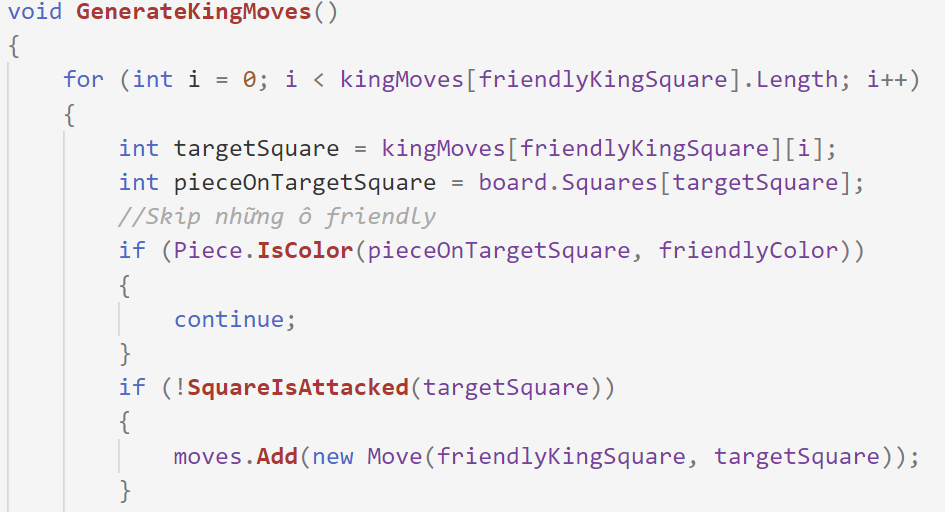 void GenerateKingMoves()
{
    for (int i = 0; i < kingMoves[friendlyKingSquare].Length; i++)
    {
        int targetSquare = kingMoves[friendlyKingSquare][i];
        int pieceOnTargetSquare = board.Squares[targetSquare];
        //Skip những ô friendly
        if (Piece.IsColor(pieceOnTargetSquare, friendlyColor))
        {
            continue;
        }
        if (!SquareIsAttacked(targetSquare))
        {
            moves.Add(new Move(friendlyKingSquare, targetSquare));
        }